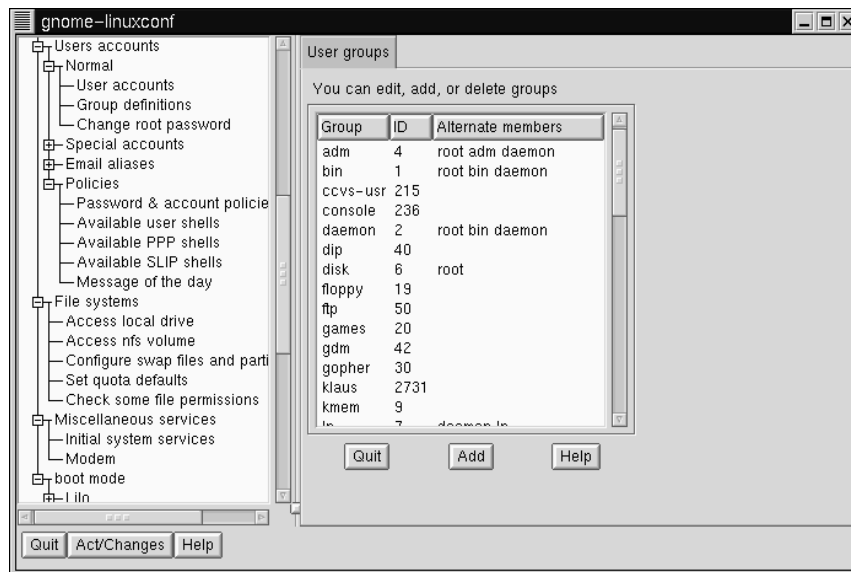 gnome-linuxconf
Users accounts
Normal
User accounts
Group definitions
Change root password
Special accounts
Email aliases
Policies
Password & account policie
Available user shells
Available PPP shells
Available SLIP shells
Message of the day
File systems
Access local drive
Access nfs volume
Configure swap files and parti
Set quota defaults
Check some file permissions
Miscellaneous services
Initial system services
Modem
boot mode
Lilo
Quit Act/Changes Help
User groups
You can edit, add, or delete groups
Group ID Alternate members
adm 4 root adm daemon
bin 1 root bin daemon
ccvs-usr 215
console 236
daemon 2 root bin daemon
dip 40
disk 6 root
floppy 19
ftp 50
games 20
gdm 42
gopher 30
klaus 2731
kmem 9
lp 7 daemon lp
Quit Add Help